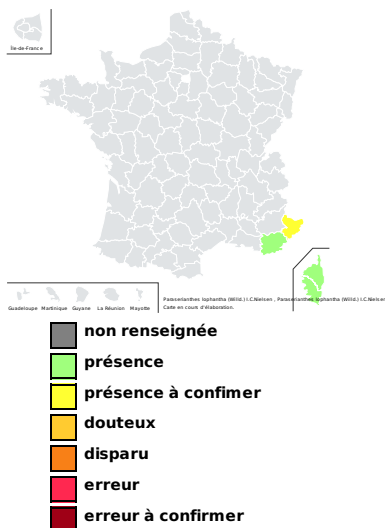 Île-de-France
Guadeloupe Martinique Guyane La Réunion Mayotte
Paraserianthes lophantha (Willd.) I.C.Nielsen , Paraserianthes lophantha (Willd.) I.C.Nielsen
Carte en cours d'élaboration.
non renseignée
présence
présence à confimer
douteux
disparu
erreur
erreur à confirmer